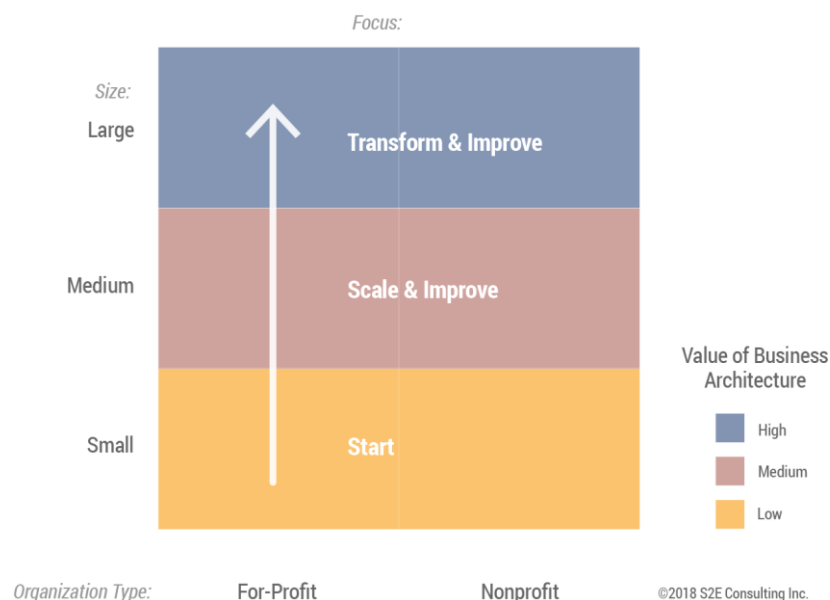 Focus:
Size:
Large
Transform & Improve
Medium
Scale & Improve
Small
Start
Value of Business
Architecture
High
Medium
Low
Organization Type:
For-Profit
Nonprofit
©2018 S2E Consulting Inc.